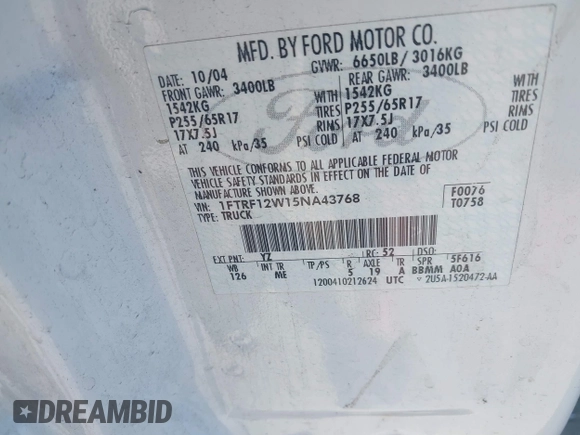 MFD. BY FORD MOTOR CO.
DATE: 10/04 GVWR: 6650LB/ 3016KG
FRONT GAWR: 3400LB REAR GAWR: 3400LB
1542KG WITH 1542KG WITH
P255/65R17 TIRES P255/65R17 TIRES
17X7.5J RIMS 17X7.5J RIMS
AT 240 kPa/35 PSI COLD AT 240 kPa/35 PSI COLD
Ford
THIS VEHICLE CONFORMS TO ALL APPLICABLE FEDERAL MOTOR
VEHICLE SAFETY STANDARDS IN EFFECT ON THE DATE OF
MANUFACTURE SHOWN ABOVE.
VIN: 1FTRF12W15NA43768 F0076
TYPE: TRUCK T0758
EXT PNT: YZ RC: 52 DSO:
WB INT TR TP/PS R AXLE TR SPR 5F616
126 ME 5 19 A BBMM AOA
1200410212624 UTC 2U5A-1520472-AA
DREAMBID